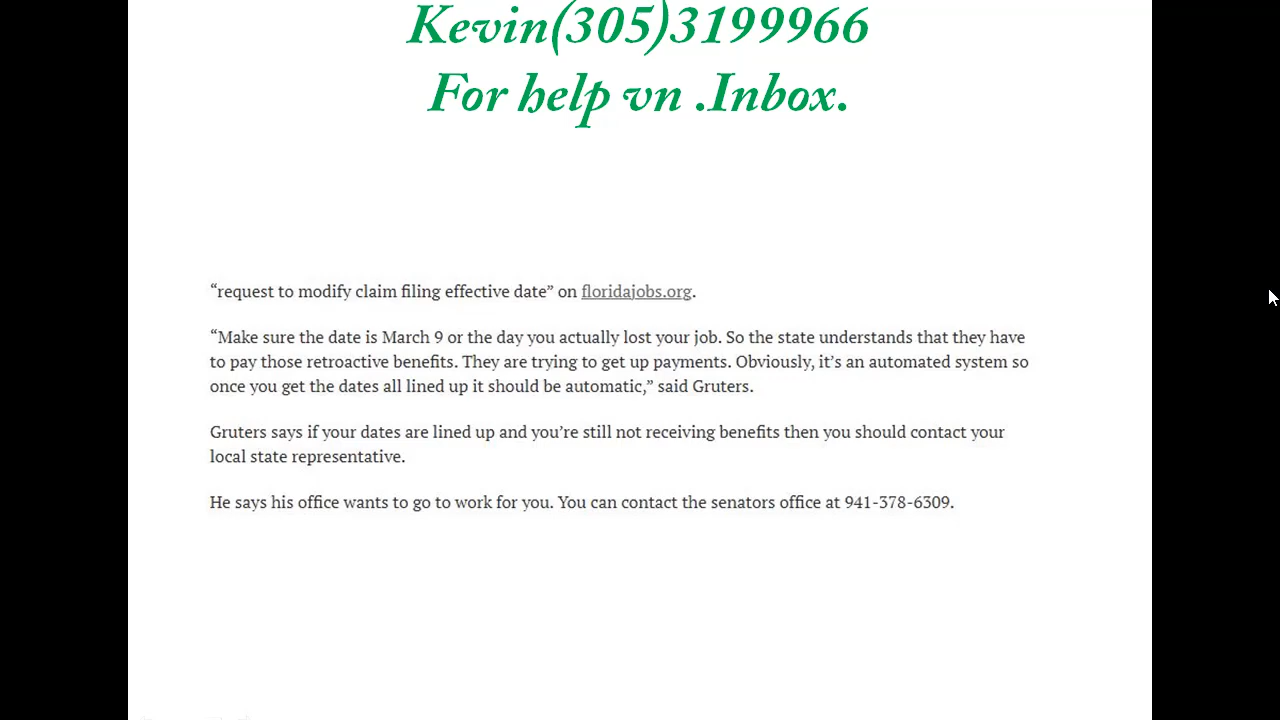 Kevin(305)3199966
For help vn .Inbox.
“request to modify claim filing effective date” on floridajobs.org.
“Make sure the date is March 9 or the day you actually lost your job. So the state understands that they have
to pay those retroactive benefits. They are trying to get up payments. Obviously, it’s an automated system so
once you get the dates all lined up it should be automatic,” said Gruters.
Gruters says if your dates are lined up and you’re still not receiving benefits then you should contact your
local state representative.
He says his office wants to go to work for you. You can contact the senators office at 941-378-6309.